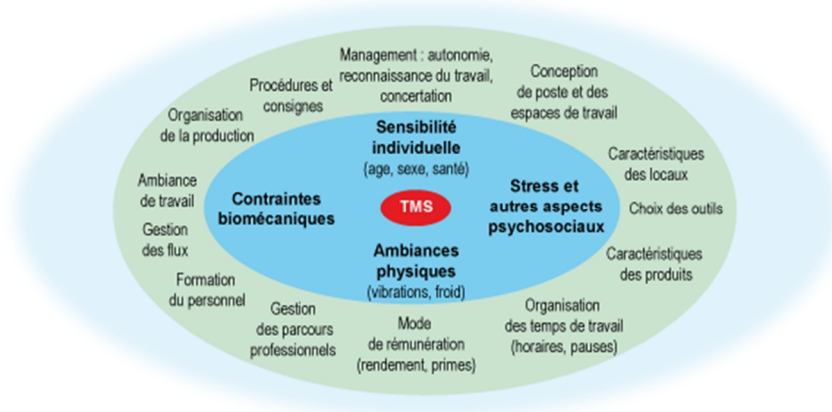 Management : autonomie,
reconnaissance du travail,
concertation
Conception
de poste et des
espaces de travail
Procédures et
consignes
Organisation
de la production
Sensibilité
individuelle
(age, sexe, santé)
Caractéristiques
des locaux
Ambiance
de travail
Contraintes
biomécaniques
TMS
Stress et
autres aspects
psychosociaux
Choix des outils
Gestion
des flux
Ambiances
physiques
(vibrations, froid)
Caractéristiques
des produits
Formation
du personnel
Gestion
des parcours
professionnels
Mode
de rémunération
(rendement, primes)
Organisation
des temps de travail
(horaires, pauses)